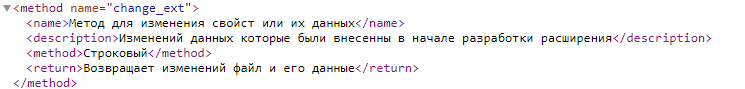 <method name="change_ext">
<name>Метод для изменения свойст или их данных</name>
<description>Изменений данных которые были внесенны в начале разработки расширения</description>
<method>Строковый</method>
<return>Возвращает изменений файл и его данные</return>
</method>